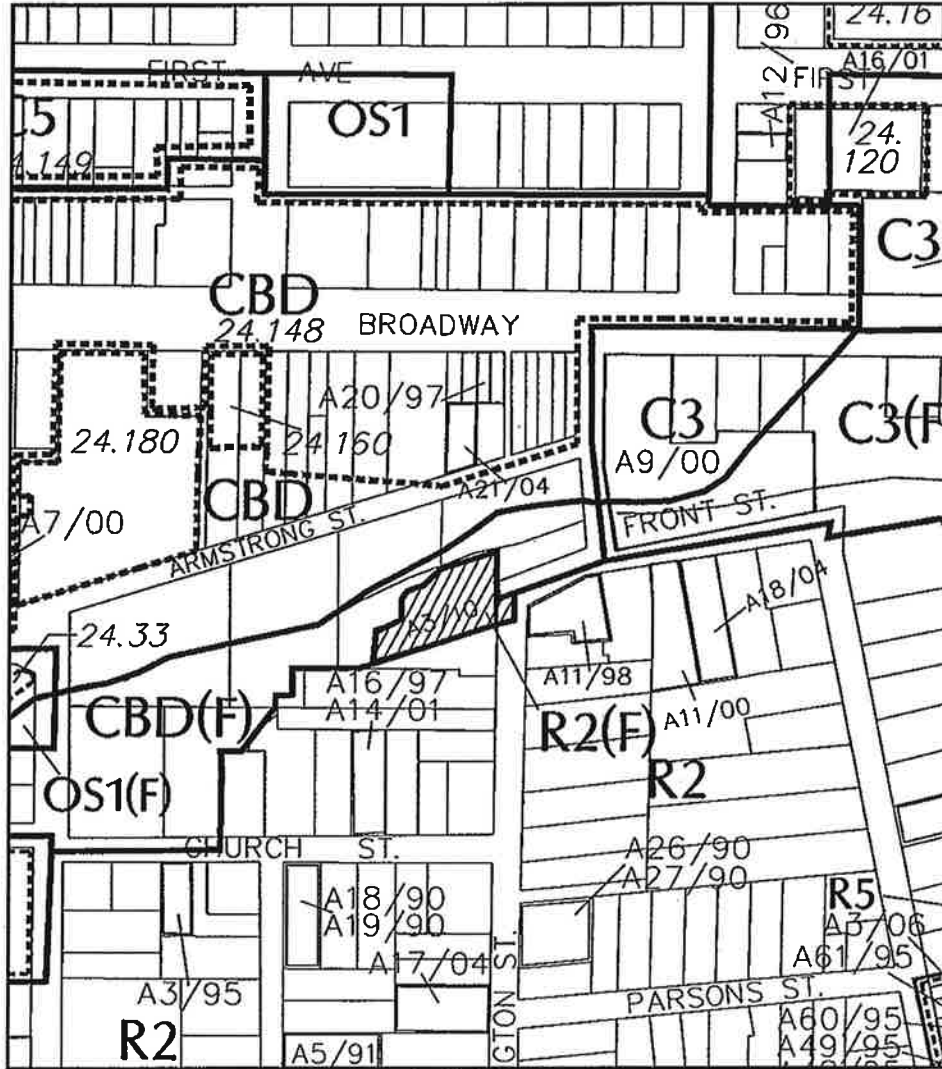 24.16
A12/96
A16/01
FIRST AVE
FIRST
OS1
24.
120
C3
CBD
24.148
BROADWAY
A20/97
24.180
24.160
C3
C3(F
A9/00
A21/04
CBD
A7/00
FRONT ST.
ARMSTRONG ST.
A3/10
A18/04
24.33
A11/98
A16/97
A14/01
A11/00
CBD(F)
R2(F)
R2
OS1(F)
CHURCH ST.
A26/90
A27/90
A18/90
A19/90
R5
A3/06
A17/04
A61/95
A3/95
GTON ST.
PARSONS ST.
R2
A5/91
A60/95
A49/95